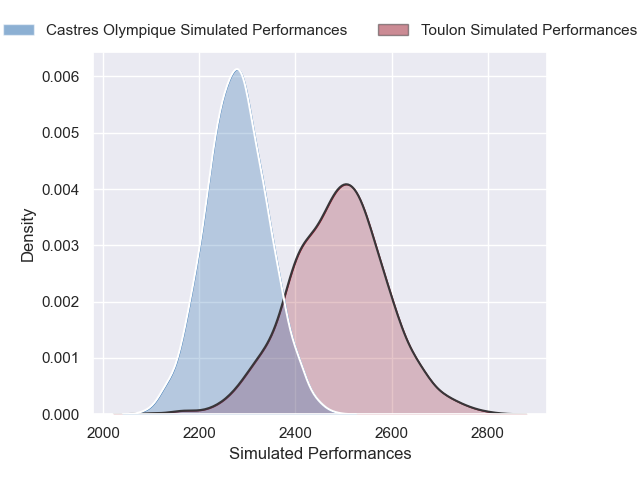 Castres Olympique Simulated Performances
Toulon Simulated Performances
0.006
0.005
0.004
0.003
0.002
0.001
0.000
Density
2000 2200 2400 2600 2800
Simulated Performances